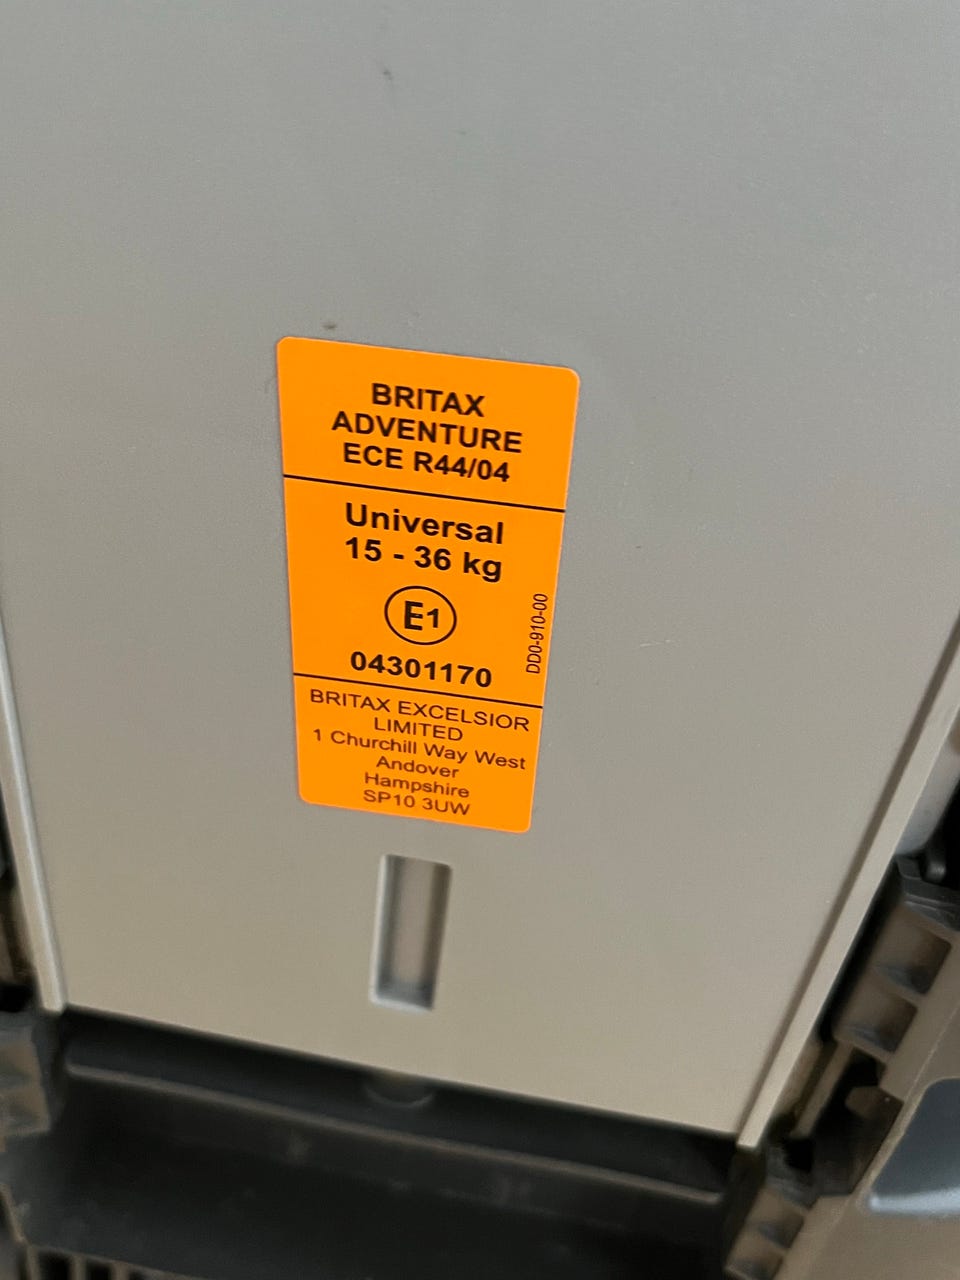 BRITAX
ADVENTURE
ECE R44/04
Universal
15 - 36 kg
E1
04301170
DD0-910-00
BRITAX EXCELSIOR
LIMITED
1 Churchill Way West
Andover
Hampshire
SP10 3UW